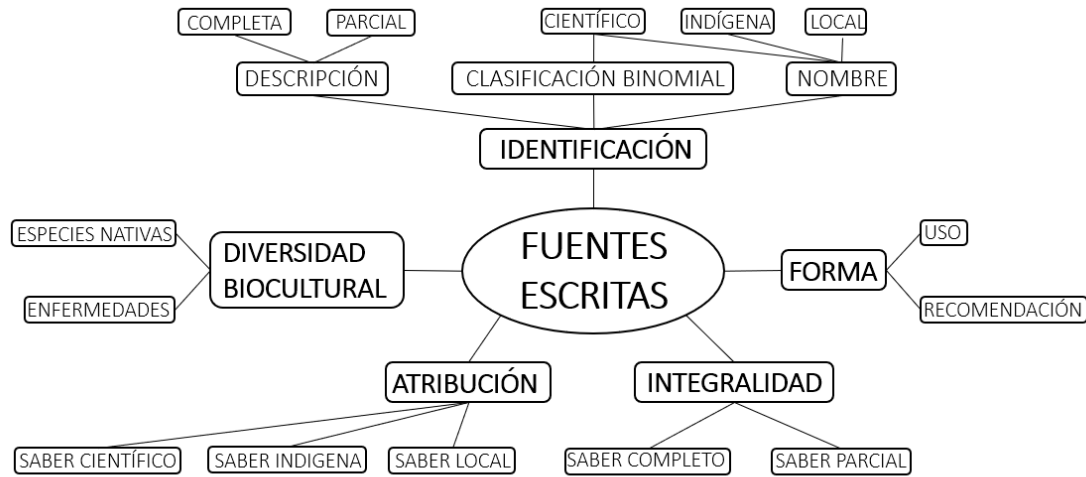 COMPLETA
PARCIAL
CIENTÍFICO
INDÍGENA
LOCAL
DESCRIPCIÓN
CLASIFICACIÓN BINOMIAL
NOMBRE
IDENTIFICACIÓN
ESPECIES NATIVAS
ENFERMEDADES
DIVERSIDAD
BIOCULTURAL
FUENTES
ESCRITAS
FORMA
USO
RECOMENDACIÓN
ATRIBUCIÓN
INTEGRALIDAD
SABER CIENTÍFICO
SABER INDIGENA
SABER LOCAL
SABER COMPLETO
SABER PARCIAL